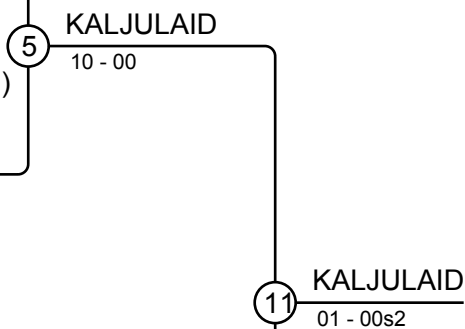 KALJULAID
5
10 - 00
)
KALJULAID
11
01 - 00s2